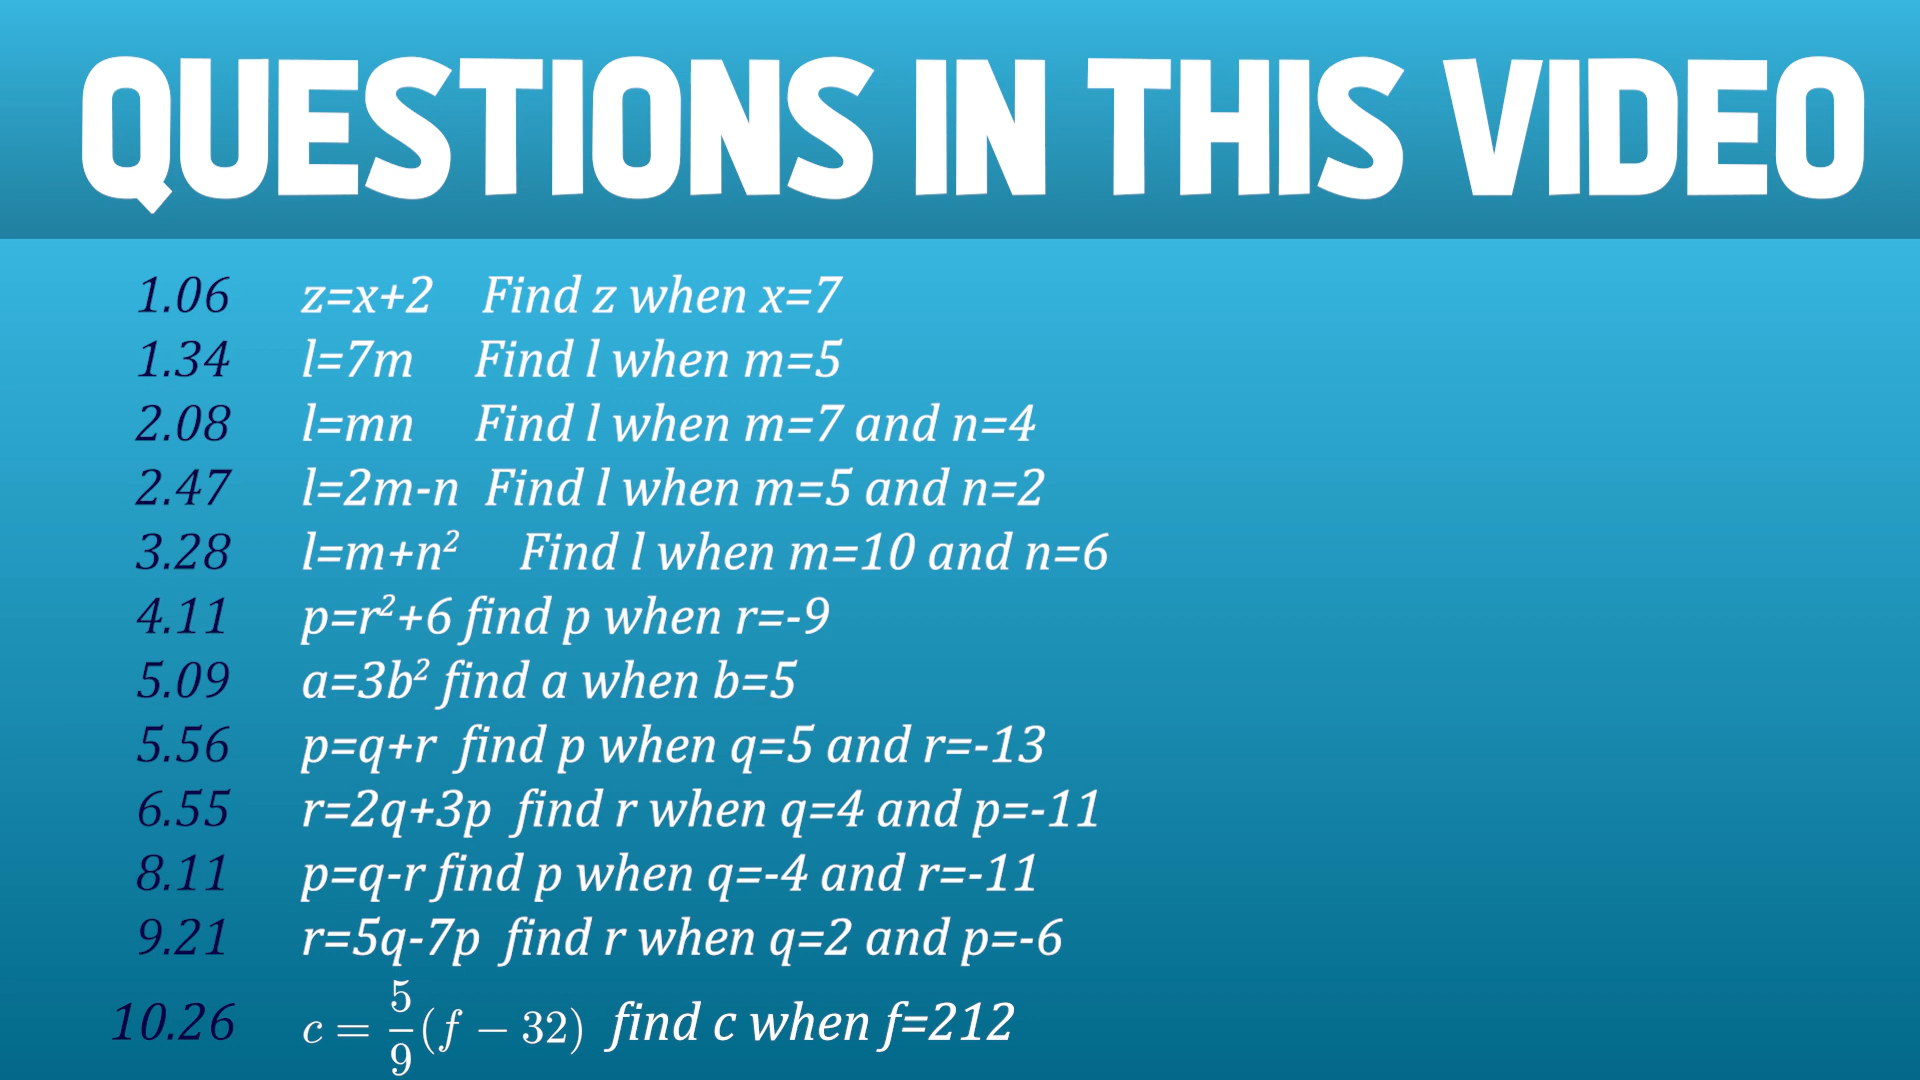 QUESTIONS IN THIS VIDEO
1.06 z=x+2 Find z when x=7
1.34 l=7m Find l when m=5
2.08 l=mn Find l when m=7 and n=4
2.47 l=2m-n Find l when m=5 and n=2
3.28 l=m+n² Find l when m=10 and n=6
4.11 p=r²+6 find p when r=-9
5.09 a=3b² find a when b=5
5.56 p=q+r find p when q=5 and r=-13
6.55 r=2q+3p find r when q=4 and p=-11
8.11 p=q-r find p when q=-4 and r=-11
9.21 r=5q-7p find r when q=2 and p=-6
10.26 c = 5/9 (f − 32) find c when f=212